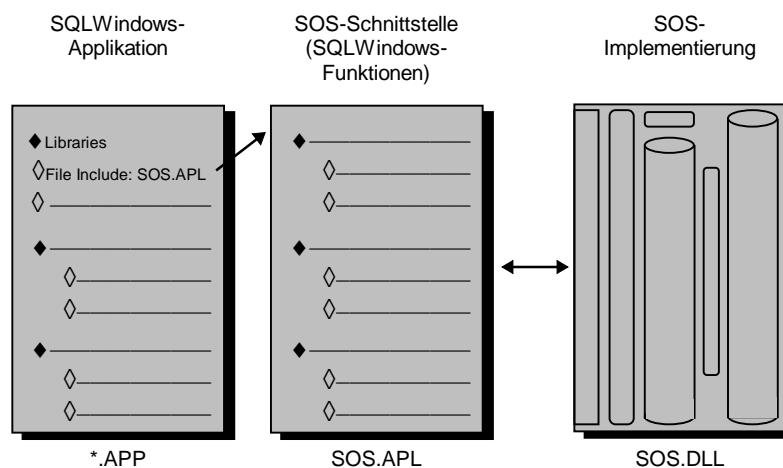 SQLWindows-
Applikation
SOS-Schnittstelle
(SQLWindows-
Funktionen)
SOS-
Implementierung
Libraries
File Include: SOS.APL
*.APP
SOS.APL
SOS.DLL